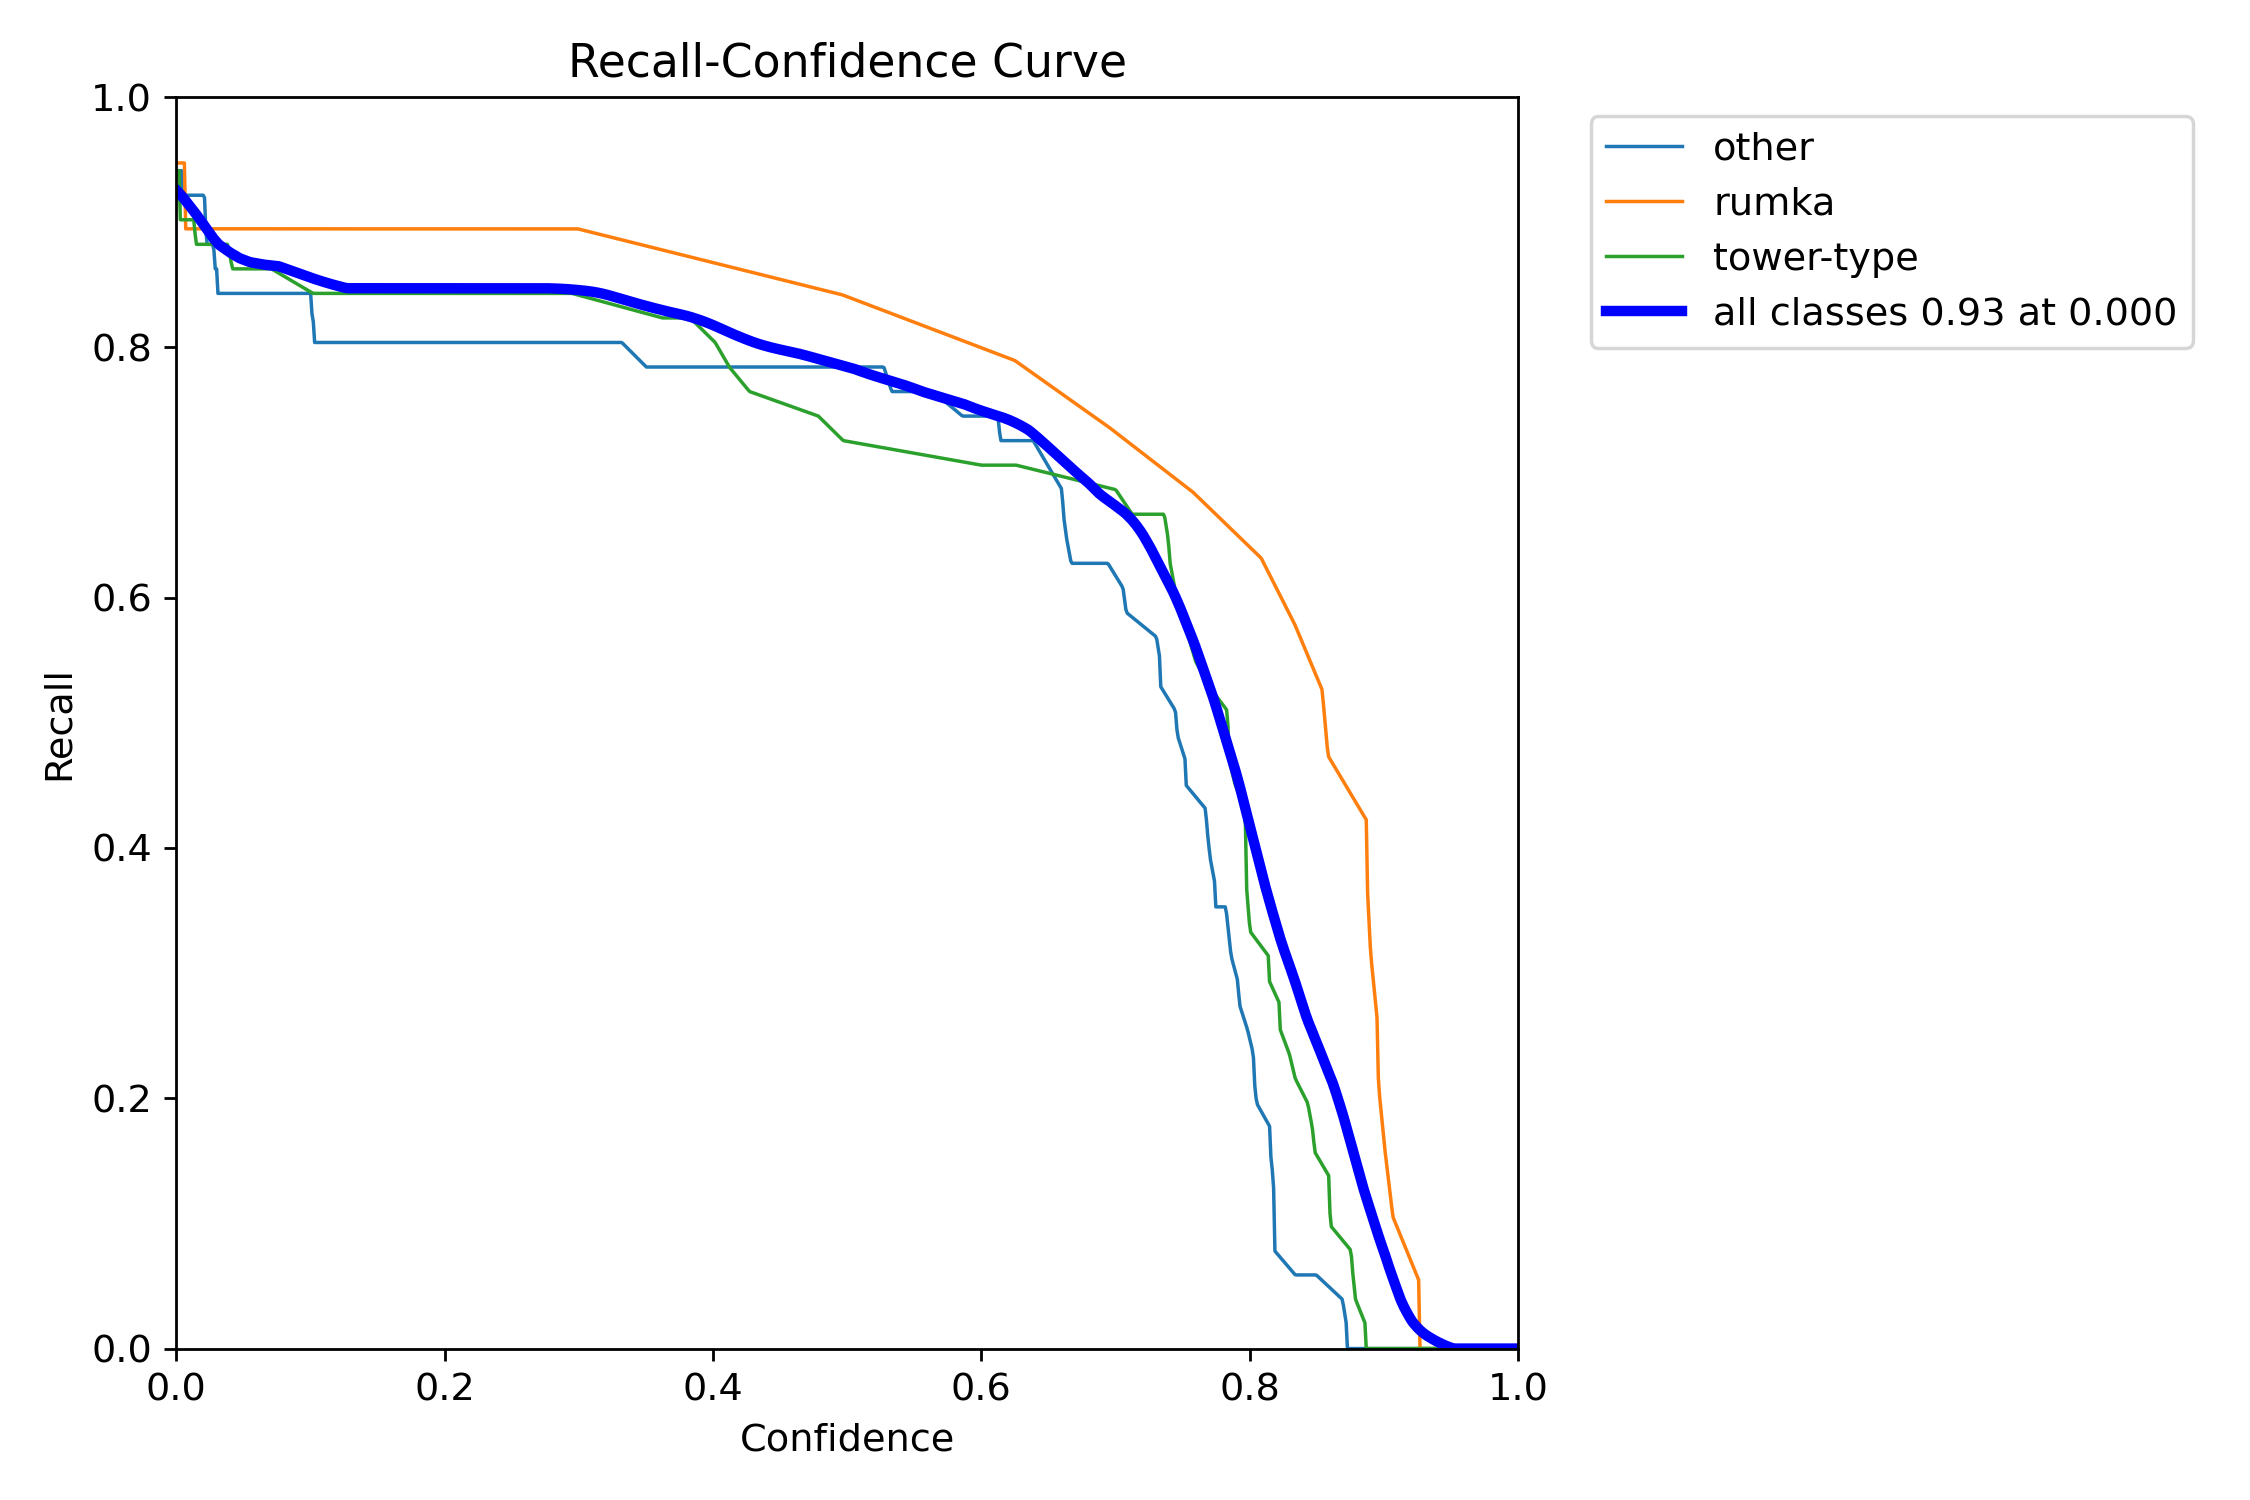 Recall-Confidence Curve
1.0
0.8
0.6
0.4
0.2
0.0
Recall
0.0 0.2 0.4 0.6 0.8 1.0
Confidence
other
rumka
tower-type
all classes 0.93 at 0.000